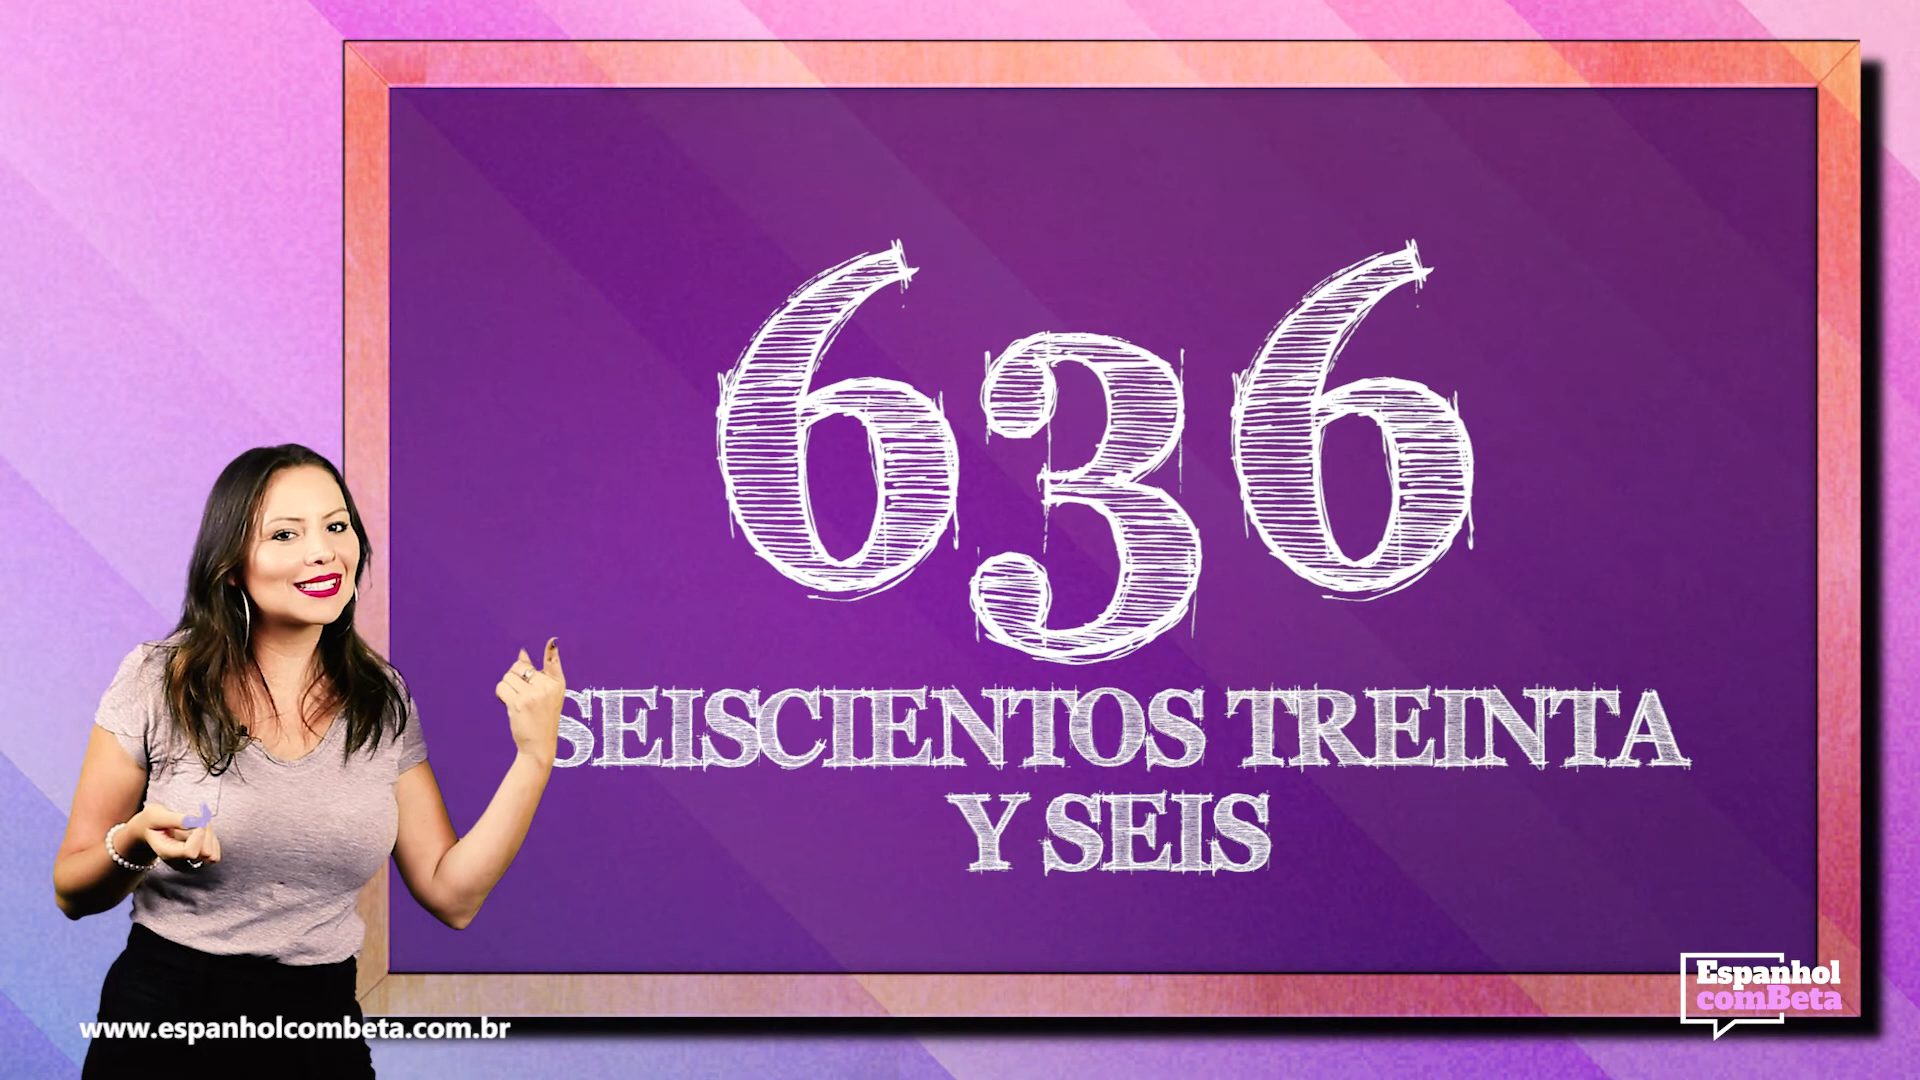 636
SEISCIENTOS TREINTA
Y SEIS
www.espanholcombeta.com.br
Espanhol
comBeta